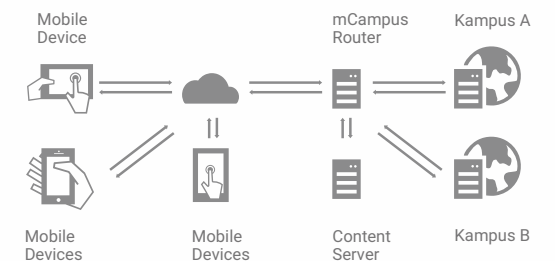 Mobile
Device
mCampus
Router
Kampus A
Mobile
Devices
Mobile
Devices
Content
Server
Kampus B